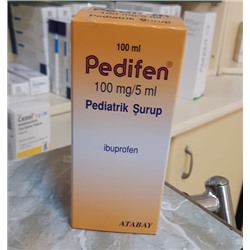 100 ml
Pedifen®
100 mg/5 ml
Pediatrik Şurup
ibuprofen
ATABAY